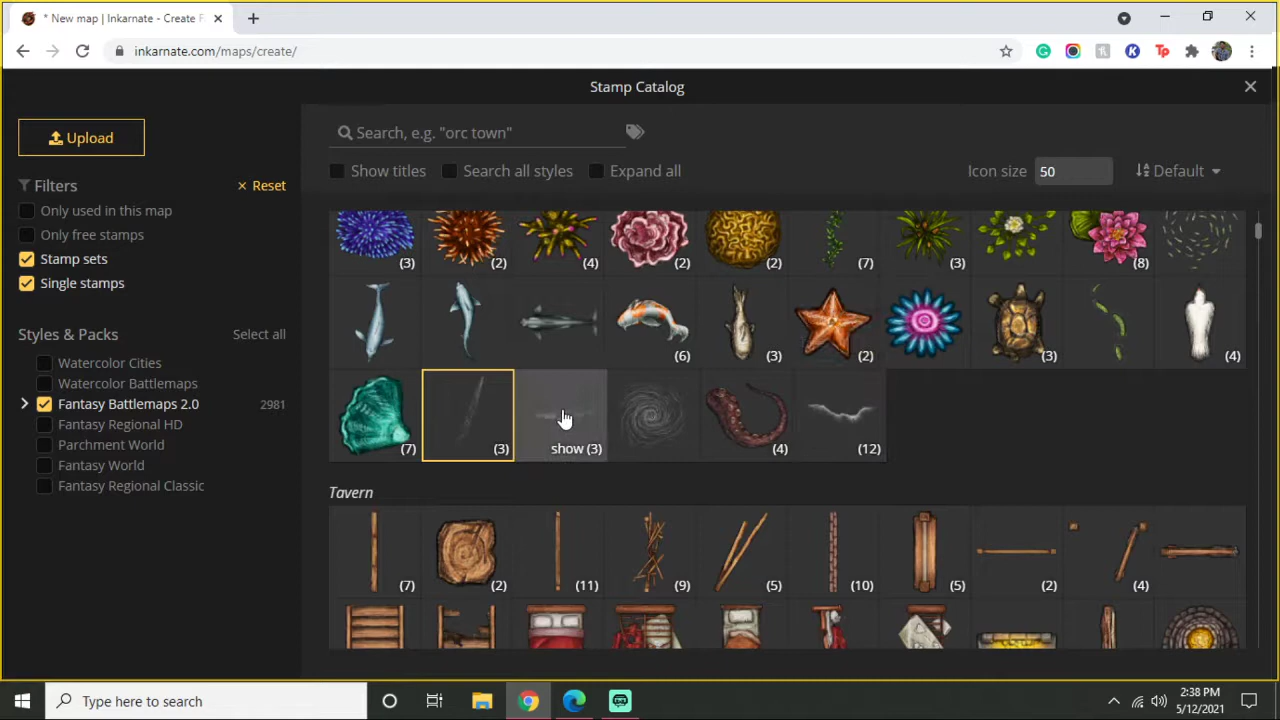 * New map | Inkarnate - Create F
inkarnate.com/maps/create/
Stamp Catalog
Upload
Search, e.g. "orc town"
Show titles
Search all styles
Expand all
Icon size
50
Default
Filters
Reset
Only used in this map
Only free stamps
Stamp sets
Single stamps
Styles & Packs
Select all
Watercolor Cities
Watercolor Battlemaps
Fantasy Battlemaps 2.0
2981
Fantasy Regional HD
Parchment World
Fantasy World
Fantasy Regional Classic
(3) (2) (4) (2) (2) (7) (3) (8)
(6) (3) (2) (3) (4)
(7) (3) show (3) (4) (12)
Tavern
(7) (2) (11) (9) (5) (10) (5) (2) (4)
Type here to search
2:38 PM
5/12/2021